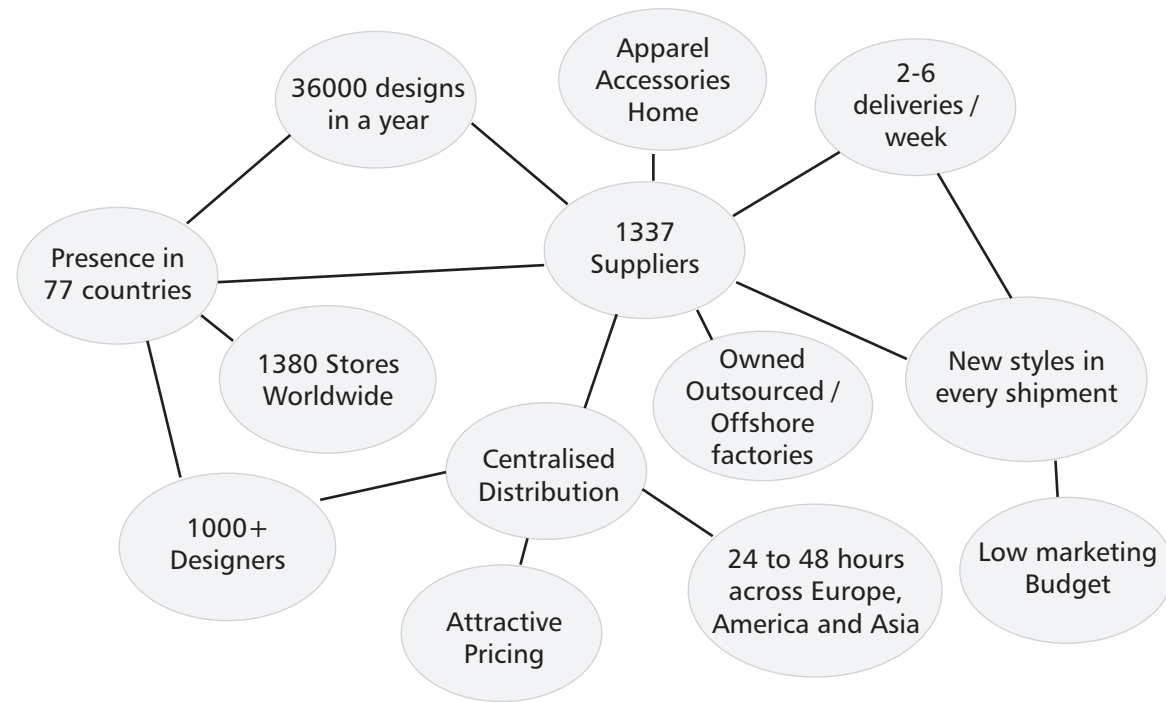 36000 designs
in a year
Apparel
Accessories
Home
2-6
deliveries /
week
Presence in
77 countries
1337
Suppliers
1380 Stores
Worldwide
Owned
Outsourced /
Offshore
factories
New styles in
every shipment
Centralised
Distribution
1000+
Designers
24 to 48 hours
across Europe,
America and Asia
Low marketing
Budget
Attractive
Pricing